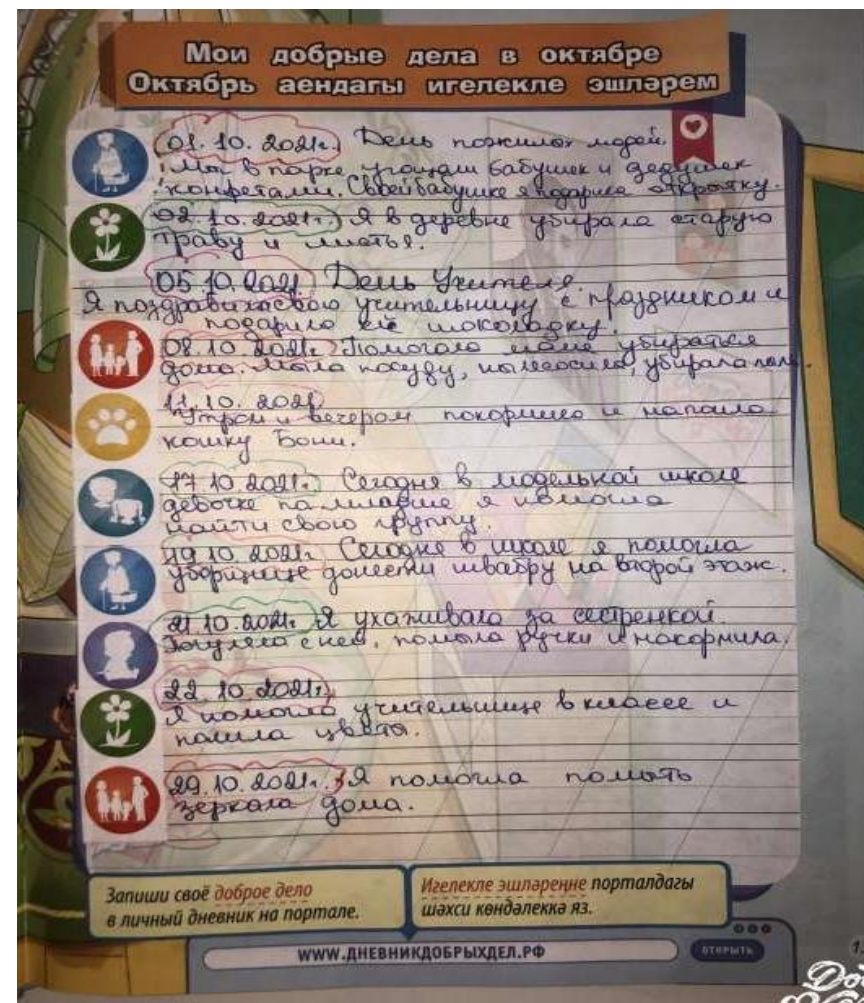 Мои добрые дела в октябре
Октябрь аендагы игелекле эшләрем
01.10.2021г. День пожилых людей.
Мы в парке угощали бабушек и дедушек
конфетами. Своей бабушке я подарила открытку.
02.10.2021г. Я в деревне убирала старую
траву и листья.
05.10.2021. День Учителя.
Я поздравила свою учительницу с праздником и
подарила ей шоколадку.
08.10.2021г. Помогала маме убираться
дома. Мыла посуду, пылесосила, убирала
11.10.2021
Утром и вечером покормила и напоила
кошку Бони.
17.10.2021г. Сегодня в модельной школе
девочке помладше я помогла
найти свою группу.
19.10.2021г. Сегодня в школе я помогла
уборщице донести швабру на второй этаж.
21.10.2021г. Я ухаживала за сестренкой.
Погуляла с ней, помыла ручки и накормила.
22.10.2021г.
Я помогла учительнице в классе и
полила цветы.
29.10.2021г. Я помогла помыть
зеркала дома.
Запиши своё доброе дело
в личный дневник на портале.
Игелекле эшләреңне порталдагы
шәхси көндәлеккә яз.
WWW.ДНЕВНИКДОБРЫХДЕЛ.РФ
ОТКРЫТЬ